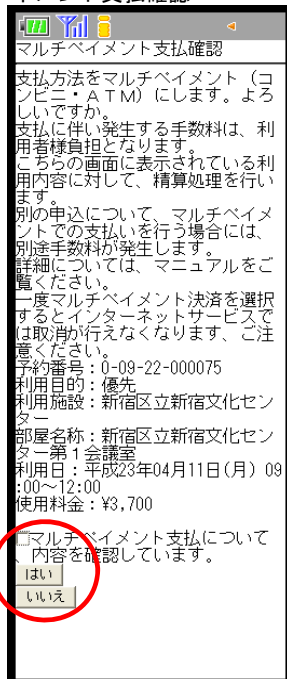 マルチペイメント支払確認
支払方法をマルチペイメント（コ
ンビニ・ＡＴＭ）にします。よろ
しいですか。
支払に伴い発生する手数料は、利
用者様負担となります。
こちらの画面に表示されている利
用内容に対して、精算処理を行い
ます。
別の申込について、マルチペイメ
ントでの支払いを行う場合には、
別途手数料が発生します。
詳細については、マニュアルをご
覧ください。
一度マルチペイメント決済を選択
するとインターネットサービスで
は取消が行えなくなります、ご注
意ください。
予約番号：0-09-22-000075
利用目的：優先
利用施設：新宿区立新宿文化セン
ター
部屋名称：新宿区立新宿文化セン
ター第１会議室
利用日：平成23年04月11日(月) 09
:00～12:00
使用料金：¥3,700
マルチペイメント支払について
、内容を確認しています。
はい
いいえ